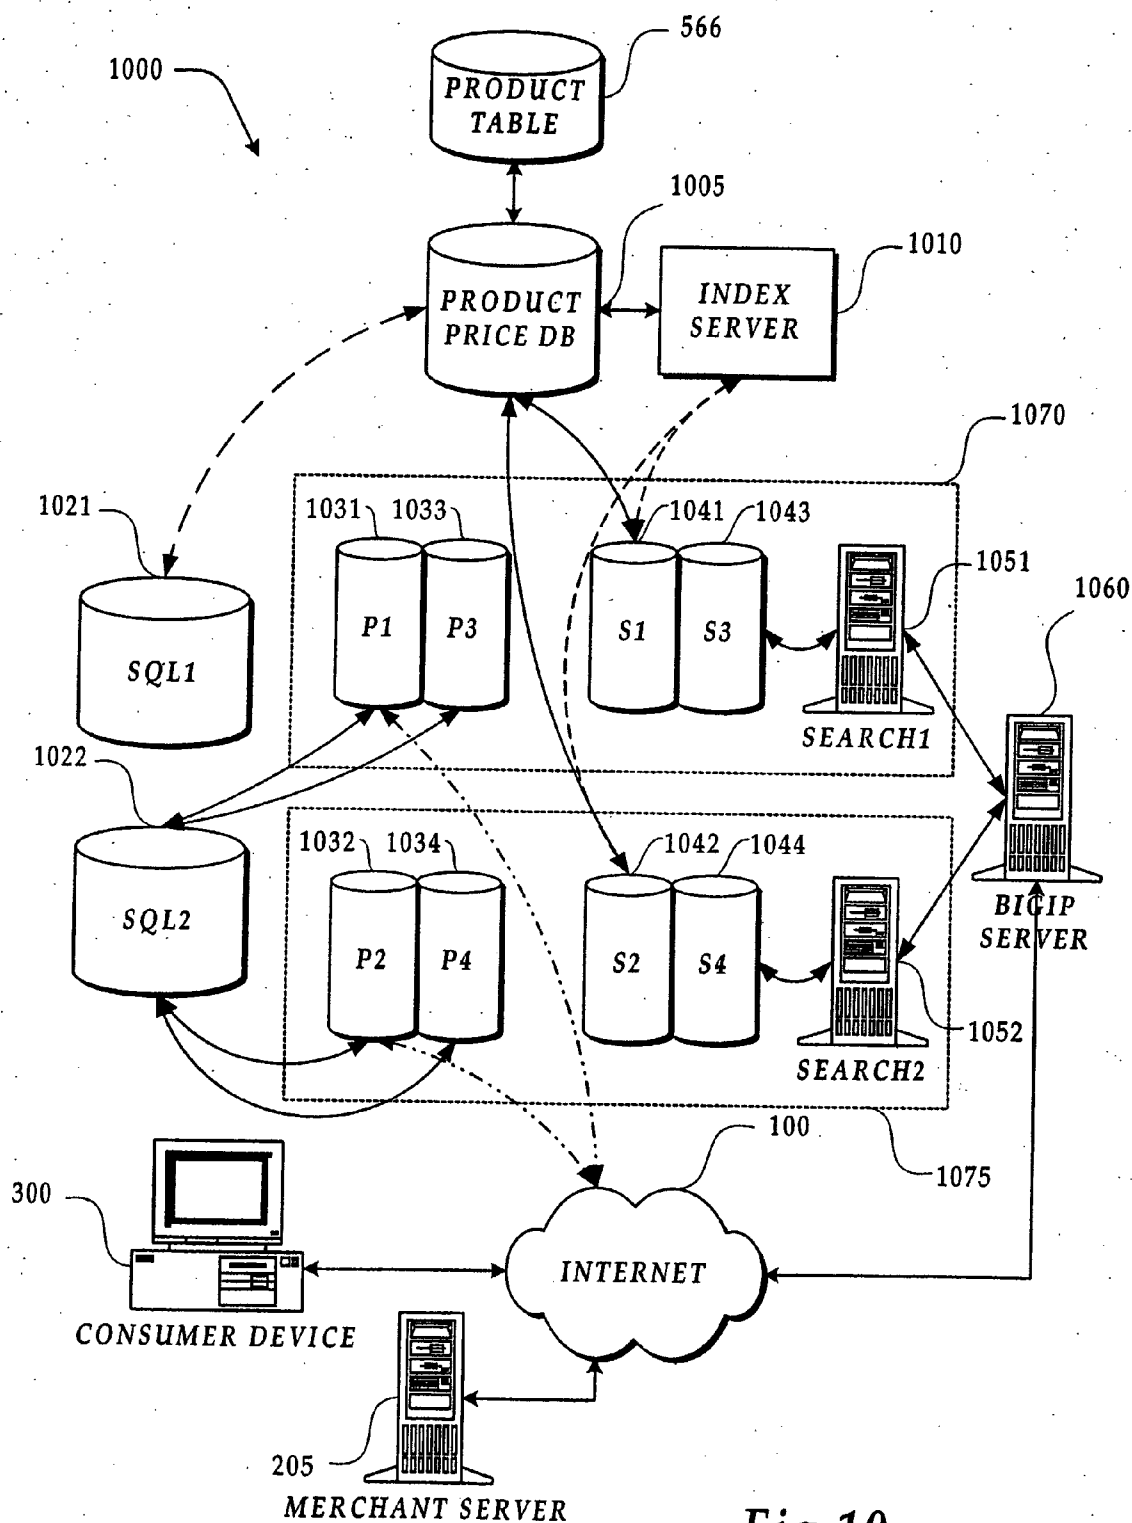 566
1000
PRODUCT
TABLE
1005
1010
PRODUCT
PRICE DB
INDEX
SERVER
1070
1021
1031
1033
1041
1043
1051
1060
P1
P3
S1
S3
SQL1
SEARCH1
1022
1032
1034
1042
1044
BIGIP
SERVER
SQL2
P2
P4
S2
S4
1052
SEARCH2
100
1075
300
INTERNET
CONSUMER DEVICE
205
MERCHANT SERVER
Fig.10